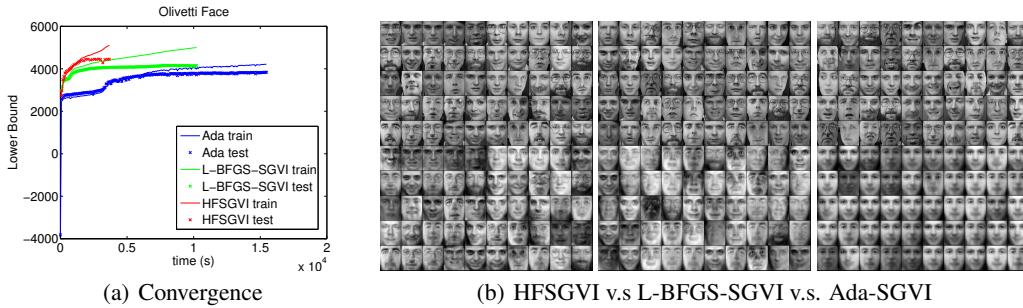 Olivetti Face
6000
4000
2000
0
−2000
−4000
Lower Bound
Ada train
Ada test
L−BFGS−SGVI train
L−BFGS−SGVI test
HFSGVI train
HFSGVI test
0 0.5 1 1.5 2
time (s)
x 10^4
(a) Convergence
(b) HFSGVI v.s L-BFGS-SGVI v.s. Ada-SGVI